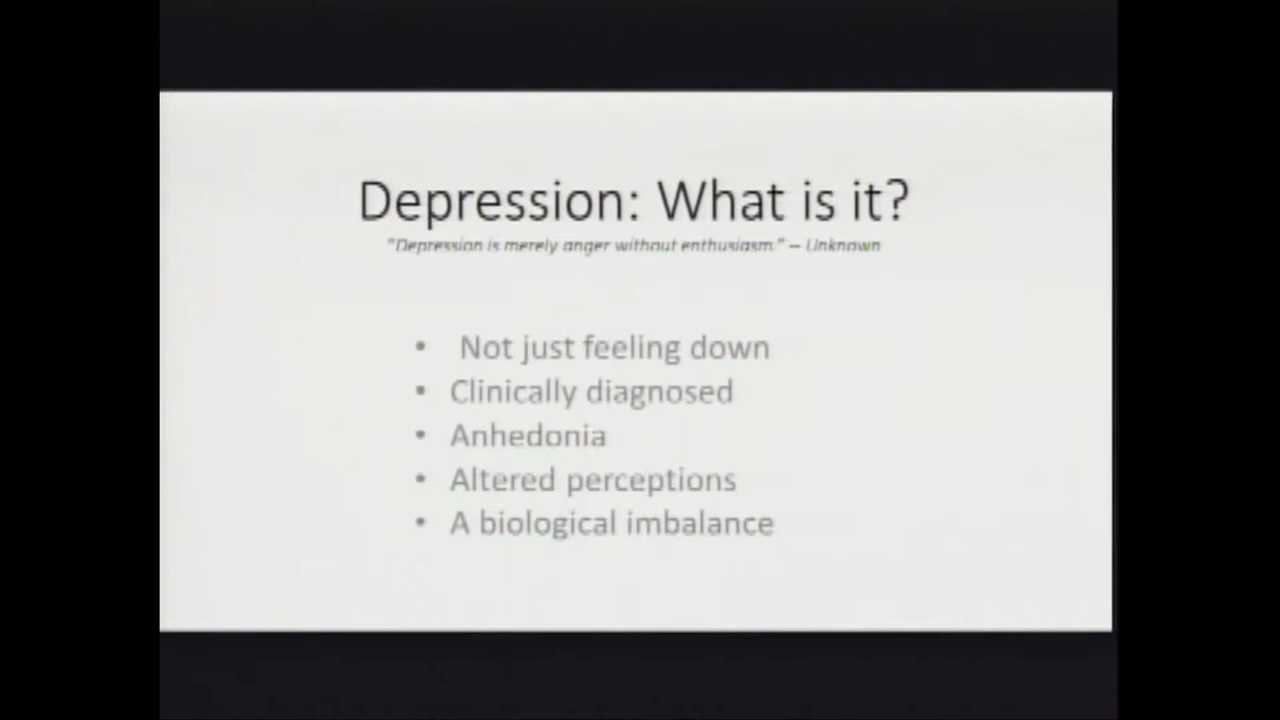 Depression: What is it?
"Depression is merely anger without enthusiasm." – Unknown
• Not just feeling down
• Clinically diagnosed
• Anhedonia
• Altered perceptions
• A biological imbalance